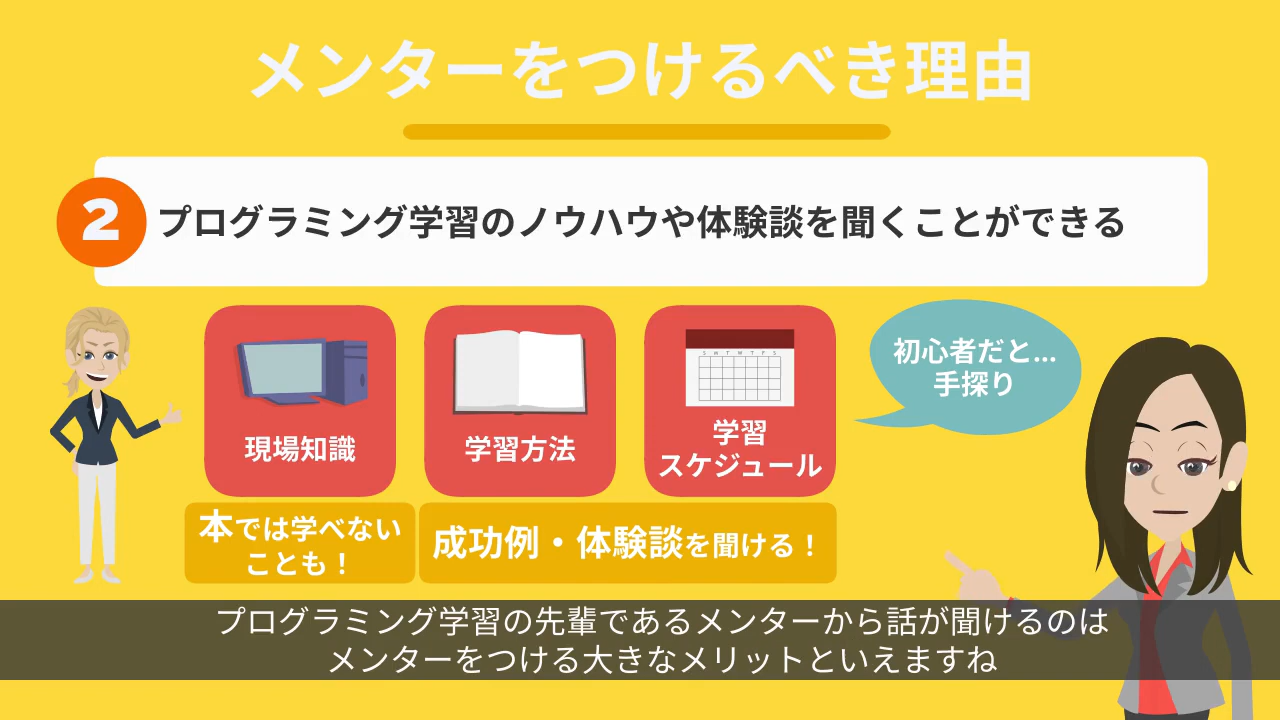 メンターをつけるべき理由
2
プログラミング学習のノウハウや体験談を聞くことができる
現場知識
学習方法
S M T W T F S
学習
スケジュール
初心者だと...
手探り
本では学べない
ことも！
成功例・体験談を聞ける！
プログラミング学習の先輩であるメンターから話が聞けるのは
メンターをつける大きなメリットといえますね